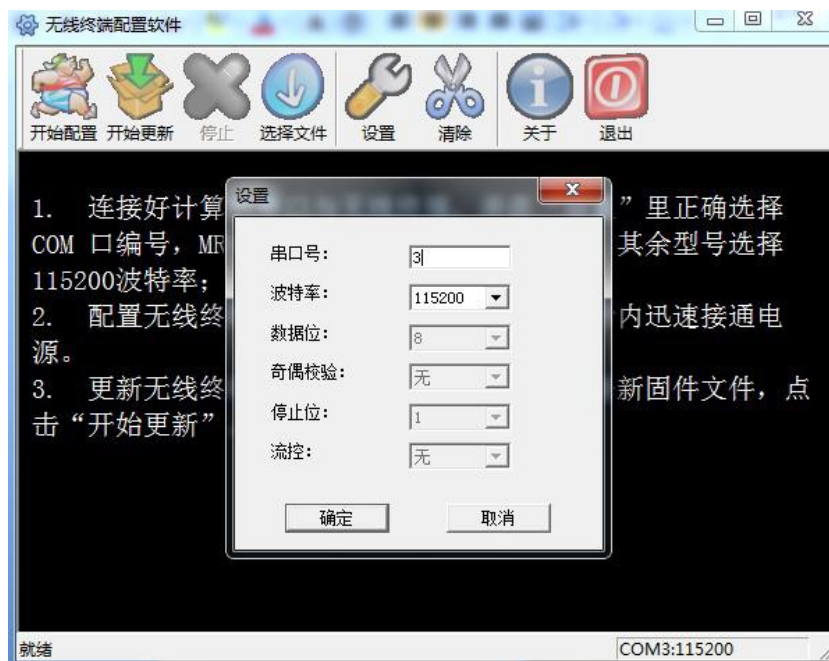 无线终端配置软件
开始配置 开始更新 停止 选择文件 设置 清除 关于 退出
设置
1. 连接好计算 ”里正确选择
COM 口编号，MR 其余型号选择
115200波特率；
2. 配置无线终 内迅速接通电
源。
3. 更新无线终 新固件文件，点
击“开始更新”
串口号： 3
波特率： 115200
数据位： 8
奇偶校验： 无
停止位： 1
流控： 无
确定 取消
就绪 COM3:115200